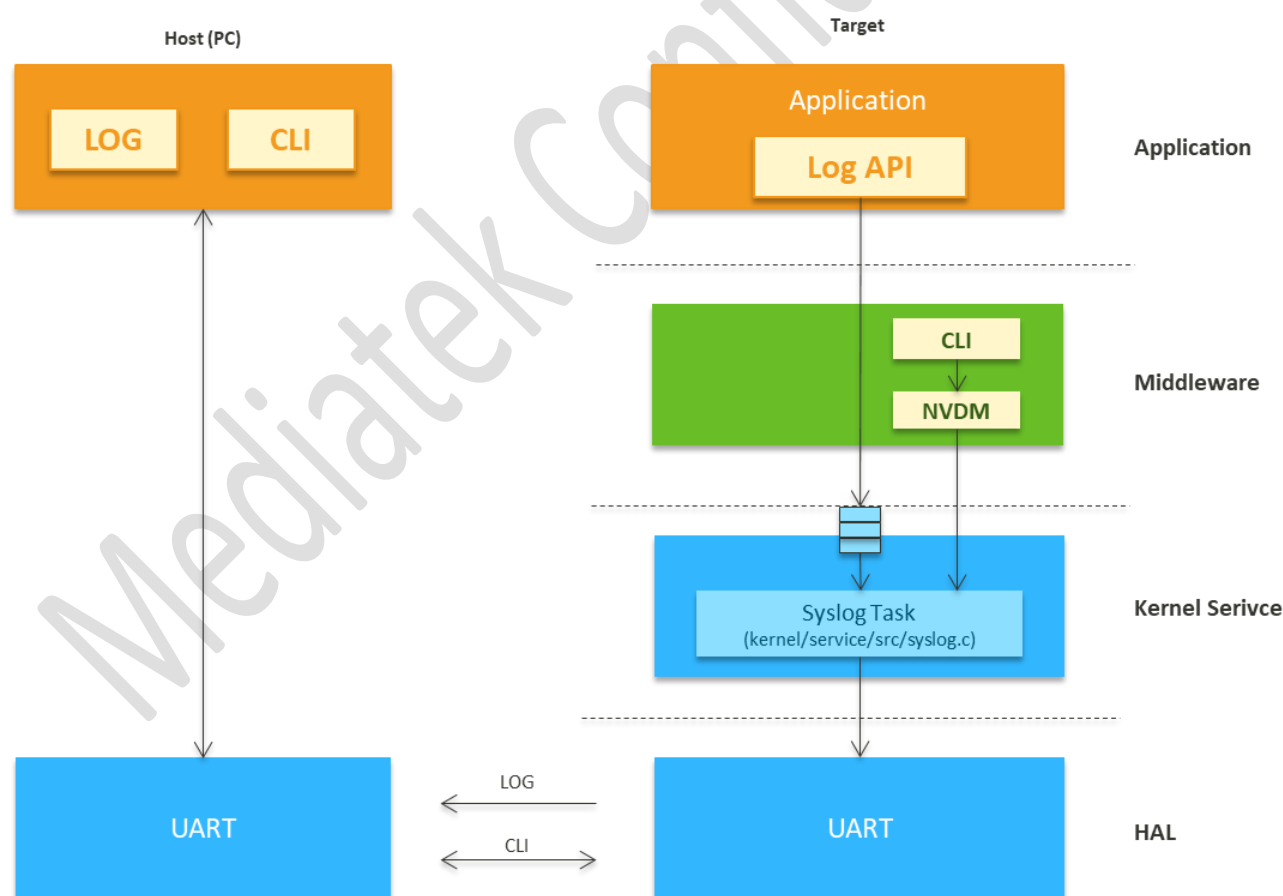 Host (PC)
Target
LOG
CLI
Application
Log API
Application
CLI
NVDM
Middleware
Syslog Task
(kernel/service/src/syslog.c)
Kernel Serivce
UART
LOG
CLI
UART
HAL
Mediatek Confi